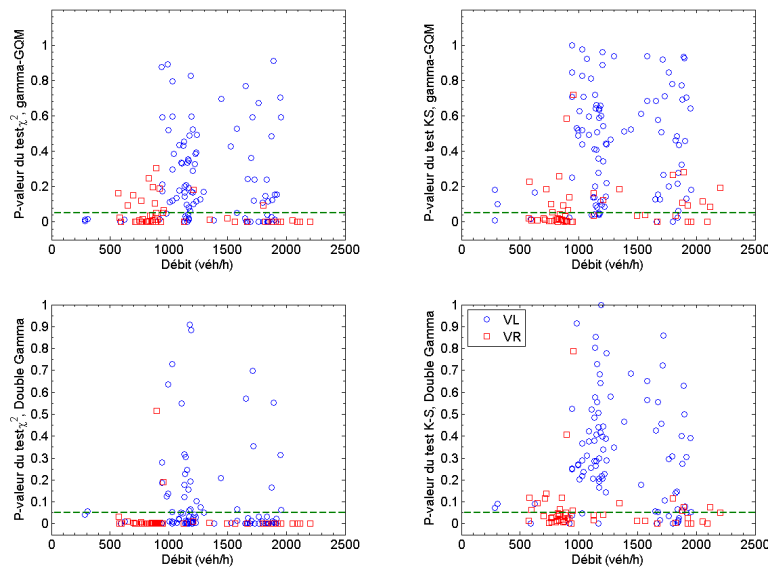 P-valeur du test χ², gamma-GQM
1
0.8
0.6
0.4
0.2
0
0 500 1000 1500 2000 2500
Débit (véh/h)
P-valeur du test KS, gamma-GQM
1
0.8
0.6
0.4
0.2
0
0 500 1000 1500 2000 2500
Débit (véh/h)
P-valeur du test χ², Double Gamma
1
0.9
0.8
0.7
0.6
0.5
0.4
0.3
0.2
0.1
0
0 500 1000 1500 2000 2500
Débit (véh/h)
P-valeur du test K-S, Double Gamma
1
0.9
0.8
0.7
0.6
0.5
0.4
0.3
0.2
0.1
0
VL
VR
0 500 1000 1500 2000 2500
Débit (véh/h)